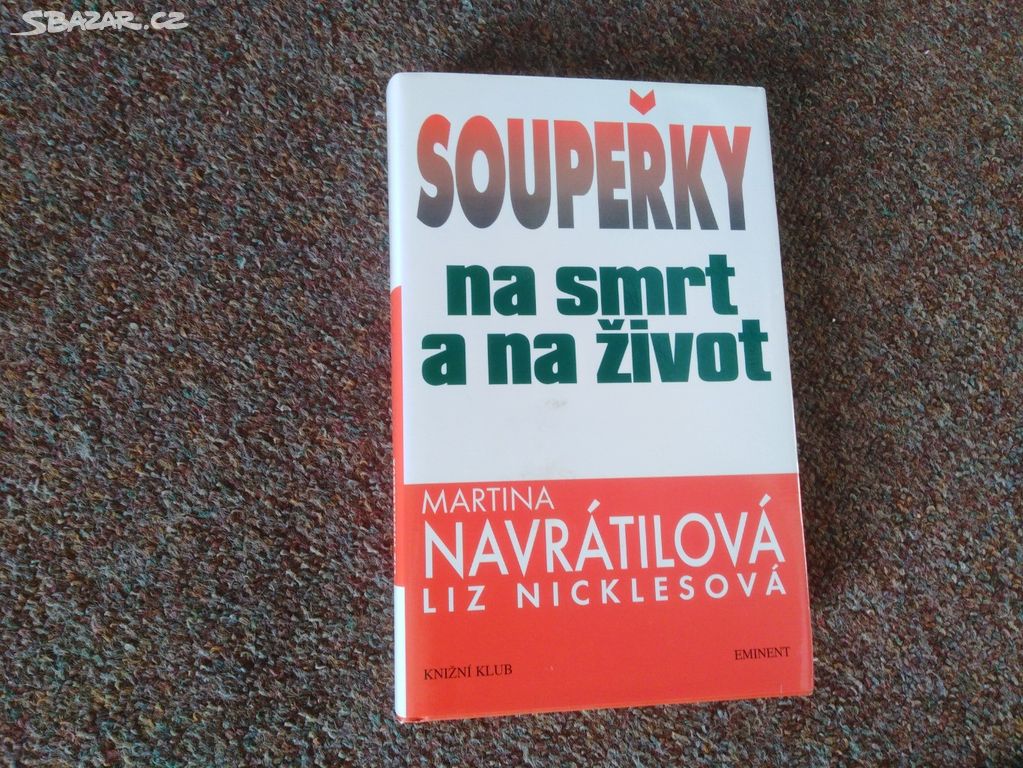 SBAZAR.CZ
SOUPEŘKY
na smrt
a na život
MARTINA
NAVRÁTILOVÁ
LIZ NICKLESOVÁ
KNIŽNÍ KLUB
EMINENT